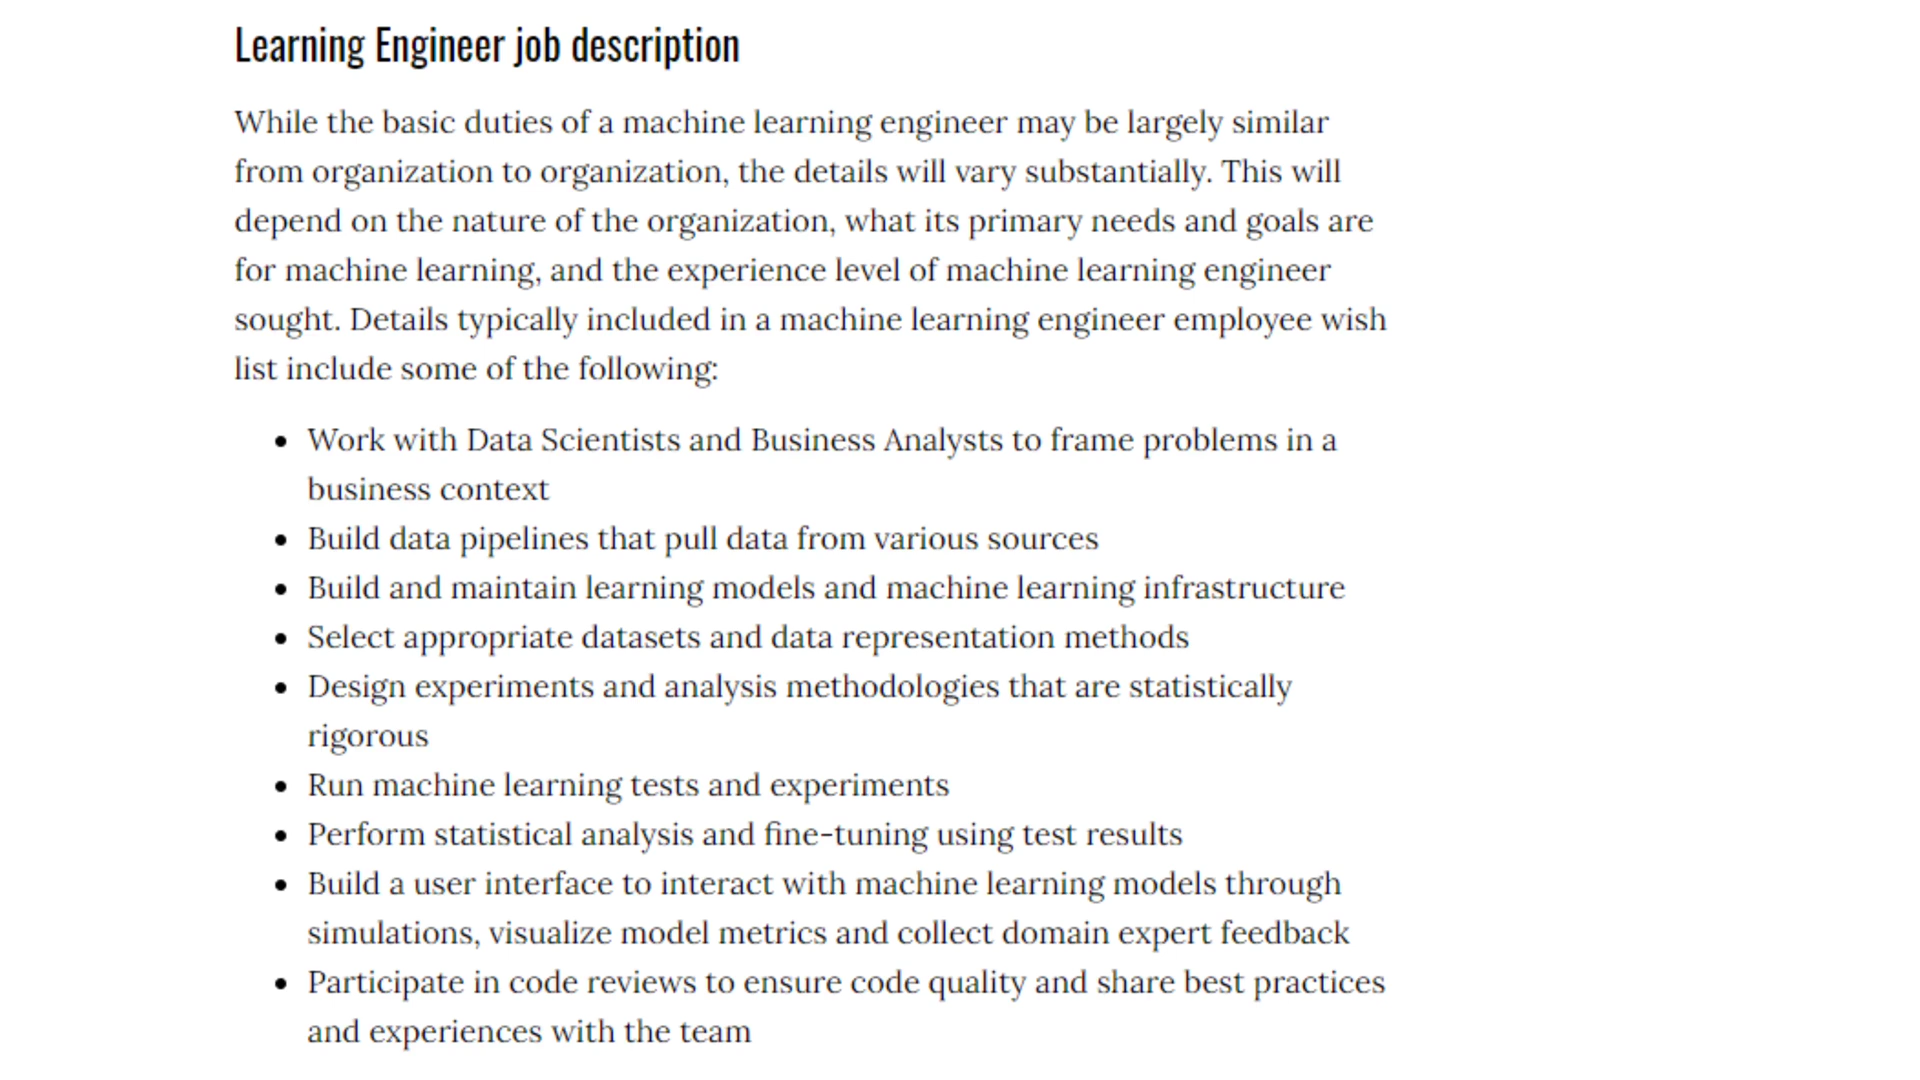 Learning Engineer job description
While the basic duties of a machine learning engineer may be largely similar
from organization to organization, the details will vary substantially. This will
depend on the nature of the organization, what its primary needs and goals are
for machine learning, and the experience level of machine learning engineer
sought. Details typically included in a machine learning engineer employee wish
list include some of the following:
• Work with Data Scientists and Business Analysts to frame problems in a
business context
• Build data pipelines that pull data from various sources
• Build and maintain learning models and machine learning infrastructure
• Select appropriate datasets and data representation methods
• Design experiments and analysis methodologies that are statistically
rigorous
• Run machine learning tests and experiments
• Perform statistical analysis and fine-tuning using test results
• Build a user interface to interact with machine learning models through
simulations, visualize model metrics and collect domain expert feedback
• Participate in code reviews to ensure code quality and share best practices
and experiences with the team